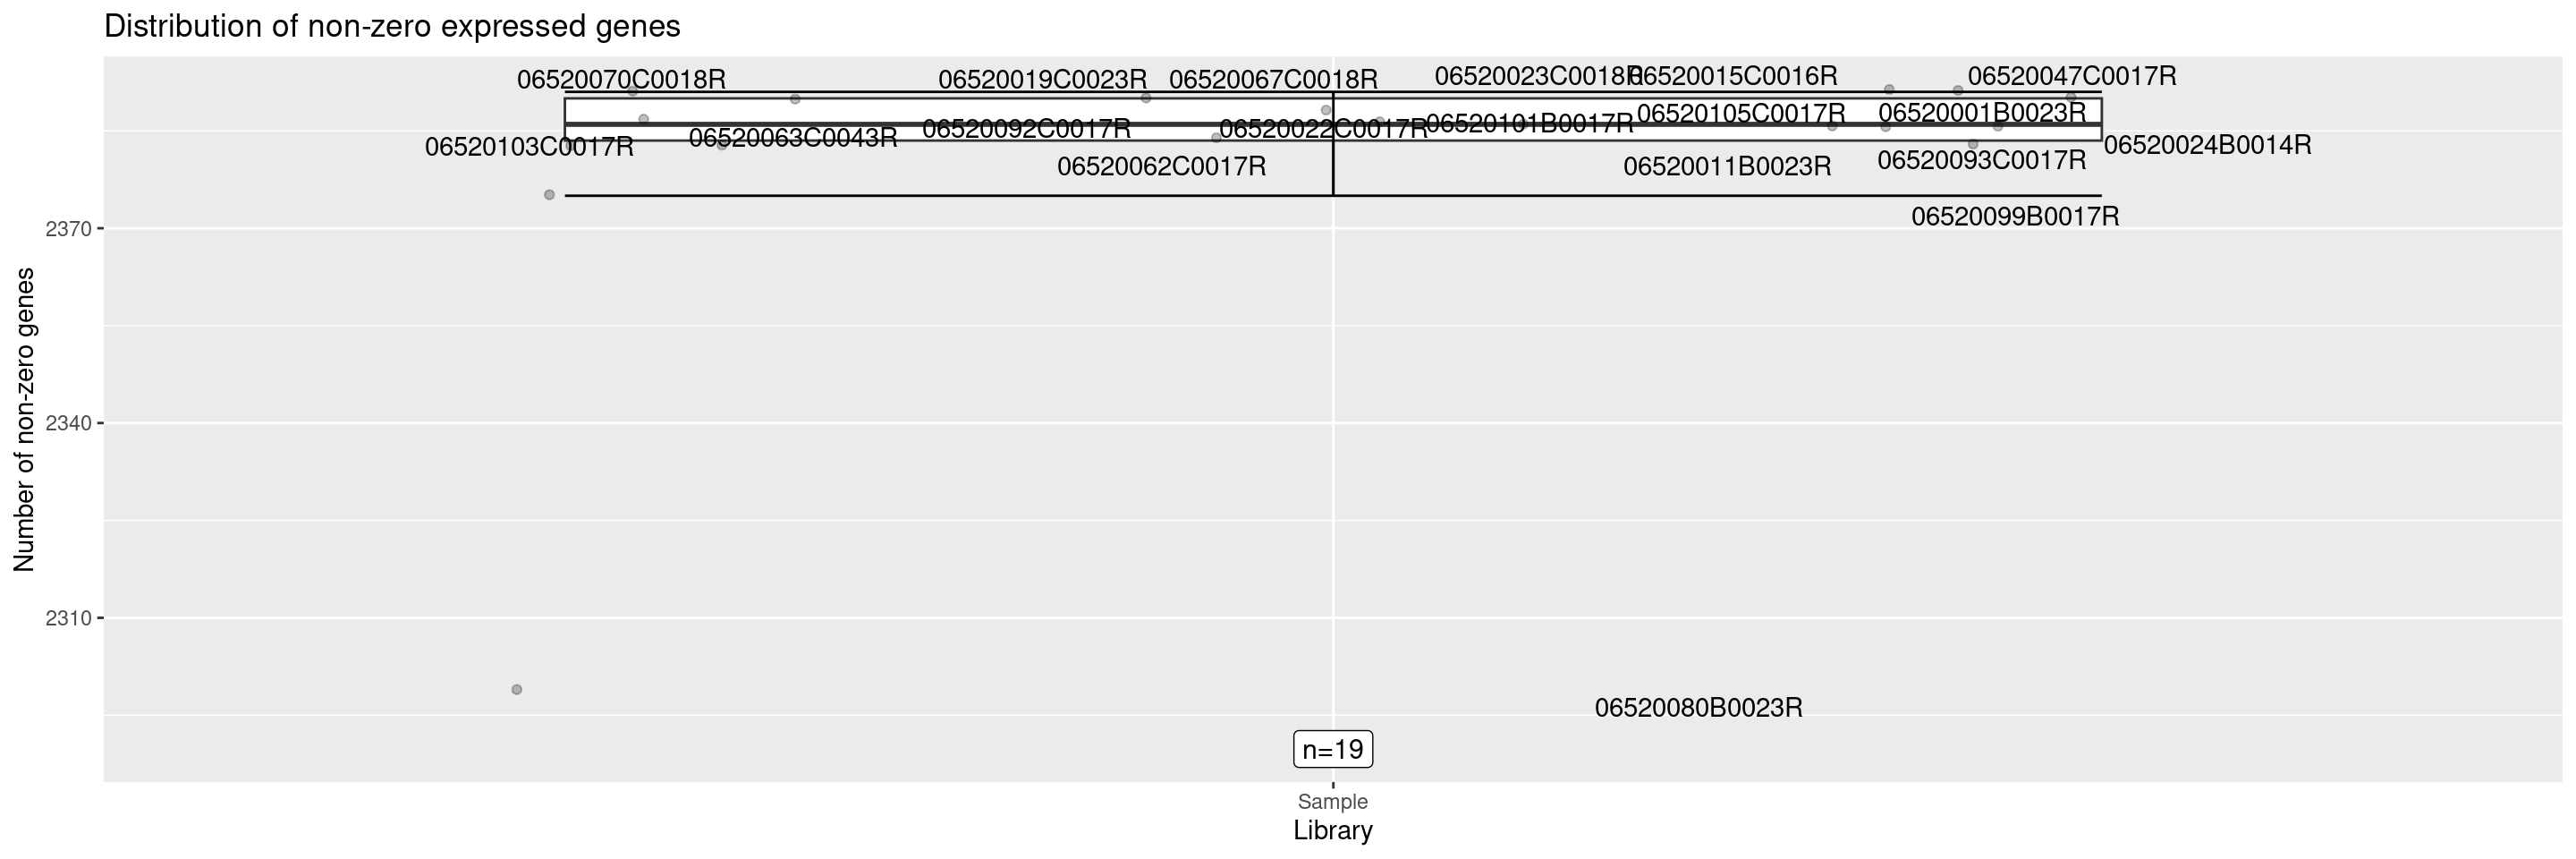 Distribution of non-zero expressed genes
06520070C0018R
06520019C0023R
06520067C0018R
06520023C0018R
06520015C0016R
06520047C0017R
06520105C0017R
06520001B0023R
06520101B0017R
06520022C0017R
06520092C0017R
06520063C0043R
06520103C0017R
06520024B0014R
06520093C0017R
06520062C0017R
06520011B0023R
06520099B0017R
2370
2340
2310
Number of non-zero genes
06520080B0023R
n=19
Sample
Library